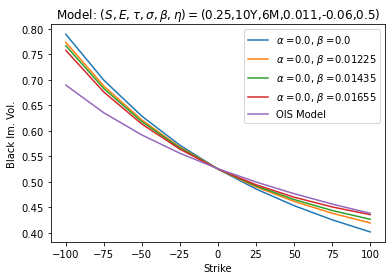 Model: (S, E, τ, σ, β, η) = (0.25,10Y,6M,0.011,-0.06,0.5)
0.80
0.75
0.70
0.65
0.60
0.55
0.50
0.45
0.40
Black Im. Vol.
α =0.0, β =0.0
α =0.0, β =0.01225
α =0.0, β =0.01435
α =0.0, β =0.01655
OIS Model
−100 −75 −50 −25 0 25 50 75 100
Strike